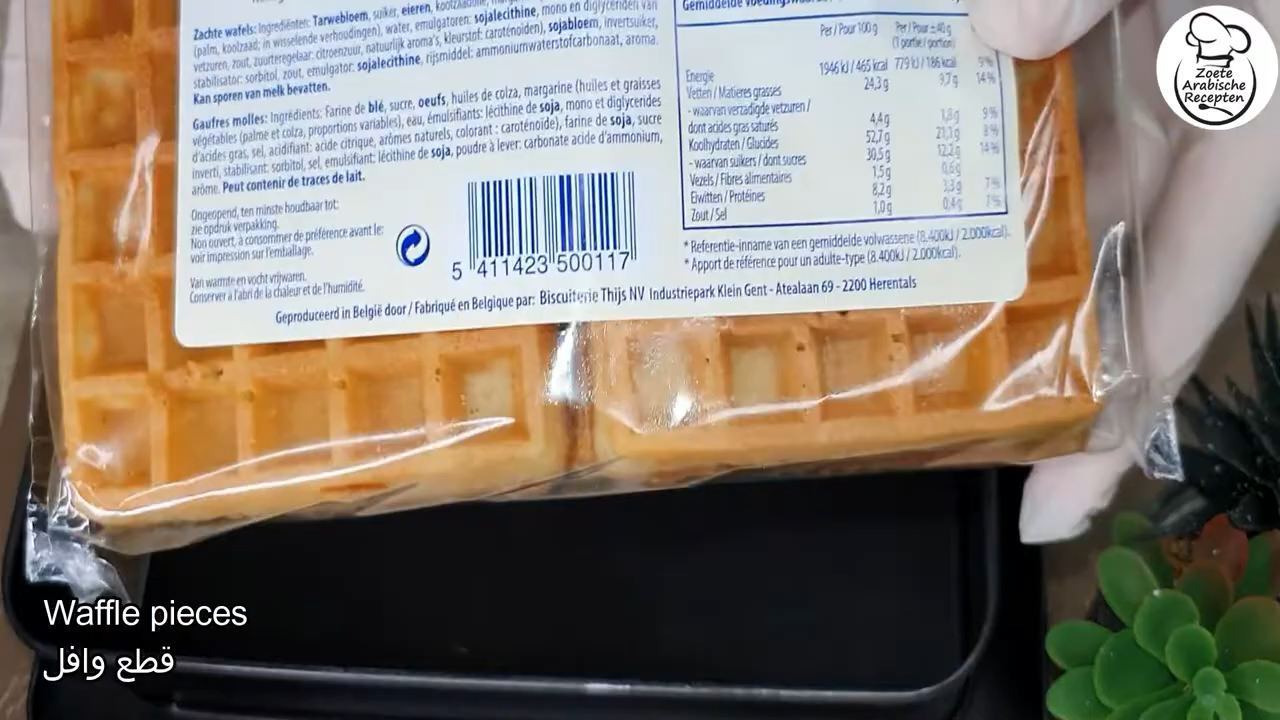 Zachte wafels: Ingrediënten: Tarwebloem, suiker, eieren, koolzaadolie,
(palm, koolzaad; in wisselende verhoudingen), water, emulgatoren: sojalecithine, mono en diglyceriden van
vetzuren, zout, zuurteregelaar: citroenzuur, natuurlijk aroma's, kleurstof: caroténoiden), sojabloem, invertsuiker,
stabilisator: sorbitol, zout, emulgator: sojalecithine, rijsmiddel: ammoniumwaterstofcarbonaat, aroma.
Kan sporen van melk bevatten.
Gaufres molles: Ingrédients: Farine de blé, sucre, oeufs, huiles de colza, margarine (huiles et graisses
végétales (palme et colza, proportions variables), eau, émulsifiants: lécithine de soja, mono et diglycerides
d'acides gras, sel, acidifiant: acide citrique, arômes naturels, colorant : caroténoïde), farine de soja, sucre
inverti, stabilisant: sorbitol, sel, emulsifiant: lécithine de soja, poudre à lever: carbonate acide d'ammonium,
arôme. Peut contenir de traces de lait.
Ongeopend, ten minste houdbaar tot:
zie opdruk verpakking.
Non ouvert, à consommer de préférence avant le:
voir impression sur l'emballage.
Van warmte en vocht vrijwaren.
Conserver à l'abri de la chaleur et de l'humidité.
5 411423 500117
Geproduceerd in België door / Fabriqué en Belgique par: Biscuiterie Thijs NV Industriepark Klein Gent - Atealaan 69 - 2200 Herentals
Gemiddelde
Per / Pour 100 g Per / Pour ± 40 g
(1 portie / portion)
Energie 1946 kJ / 465 kcal 779 kJ / 186 kcal 9%
Vetten / Matières grasses 24,3 g 9,7 g 14%
- waarvan verzadigde vetzuren /
dont acides gras saturés 4,4 g 1,8 g 9%
Koolhydraten / Glucides 52,7 g 21,1 g 8%
- waarvan suikers / dont sucres 30,5 g 12,2 g 14%
Vezels / Fibres alimentaires 1,5 g 0,6 g
Eiwitten / Protéines 8,2 g 3,3 g 7%
Zout / Sel 1,0 g 0,4 g 7%
* Referentie-inname van een gemiddelde volwassene (8.400kJ / 2.000kcal).
* Apport de référence pour un adulte-type (8.400kJ / 2.000kcal).
Zoete
Arabische
Recepten
Waffle pieces
قطع وافل